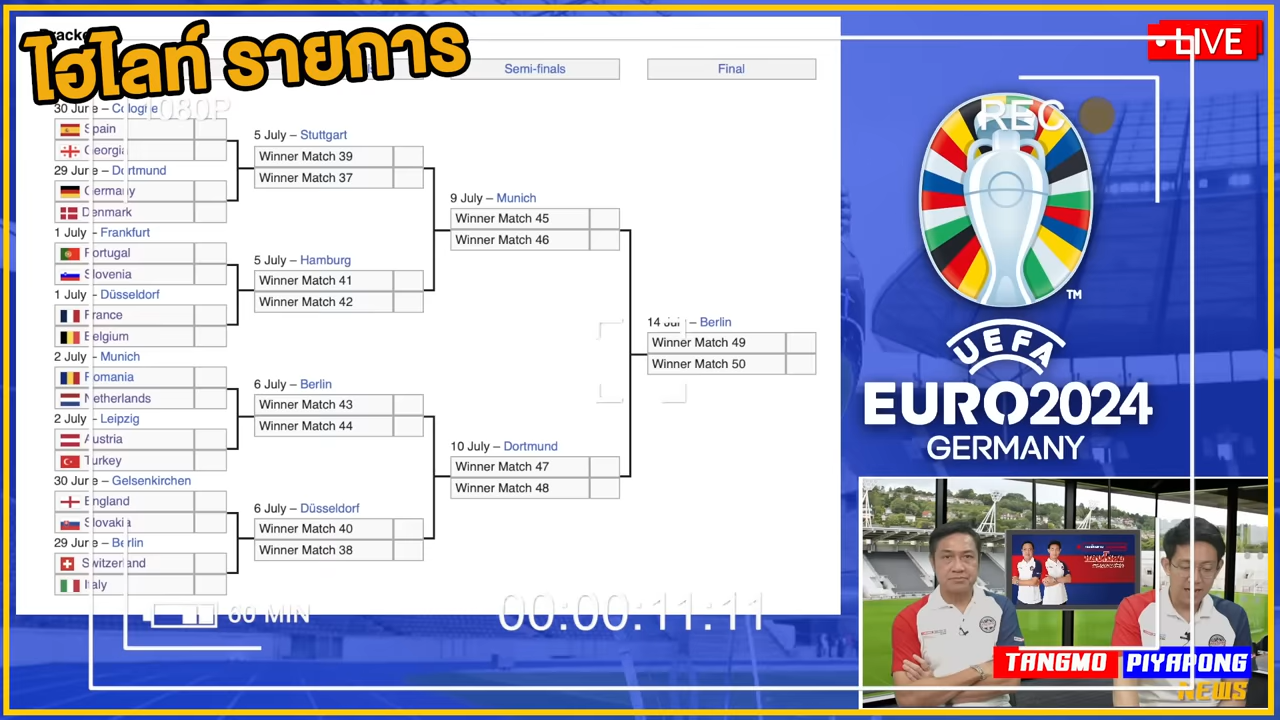 ไฮไลท์ รายการ
LIVE
REC
1080P
Semi-finals
Final
30 June – Cologne
Spain
Georgia
29 June – Dortmund
Germany
Denmark
1 July – Frankfurt
Portugal
Slovenia
1 July – Düsseldorf
France
Belgium
2 July – Munich
Romania
Netherlands
2 July – Leipzig
Austria
Turkey
30 June – Gelsenkirchen
England
Slovakia
29 June – Berlin
Switzerland
Italy
5 July – Stuttgart
Winner Match 39
Winner Match 37
5 July – Hamburg
Winner Match 41
Winner Match 42
6 July – Berlin
Winner Match 43
Winner Match 44
6 July – Düsseldorf
Winner Match 40
Winner Match 38
9 July – Munich
Winner Match 45
Winner Match 46
10 July – Dortmund
Winner Match 47
Winner Match 48
14 Jul – Berlin
Winner Match 49
Winner Match 50
TM
UEFA
EURO2024
GERMANY
60 MIN
00:00:11:11
TANGMO PIYAPONG
NEWS